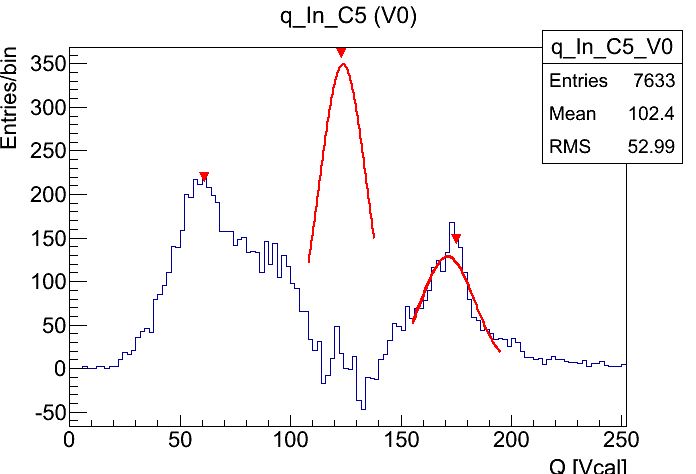 q_In_C5 (V0)
q_In_C5_V0
Entries 7633
Mean 102.4
RMS 52.99
Entries/bin
350
300
250
200
150
100
50
0
-50
0 50 100 150 200 250
Q [Vcal]